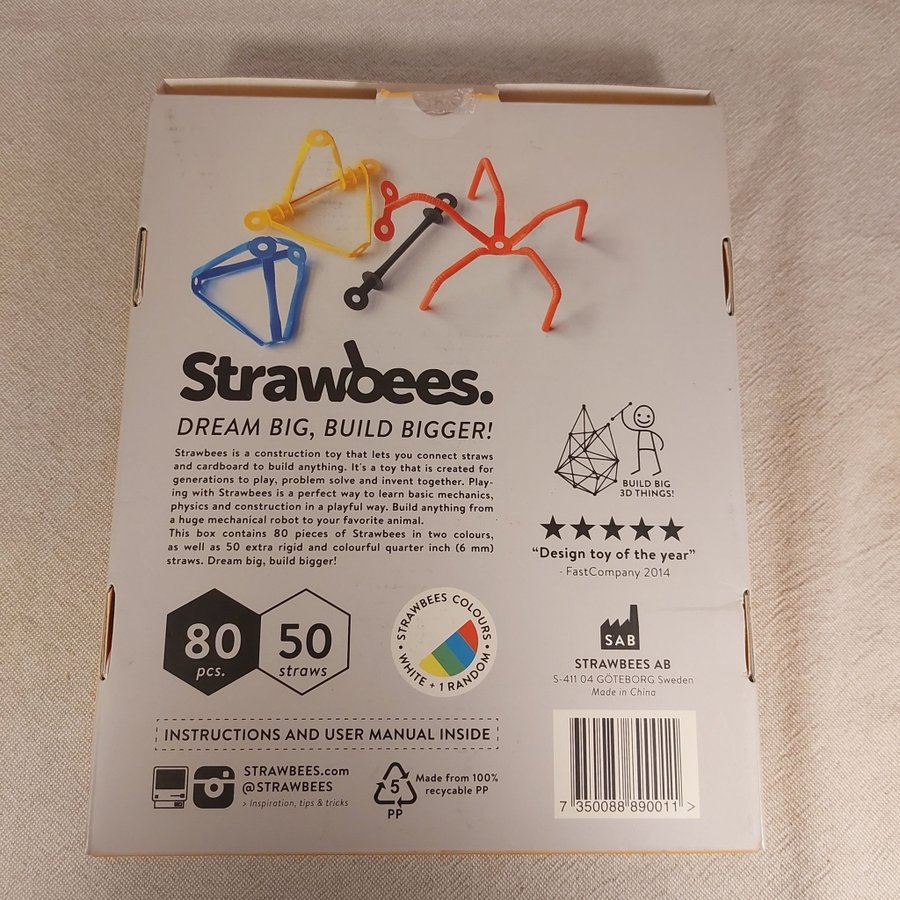 Strawbees.
DREAM BIG, BUILD BIGGER!
Strawbees is a construction toy that lets you connect straws
and cardboard to build anything. It's a toy that is created for
generations to play, problem solve and invent together. Play-
ing with Strawbees is a perfect way to learn basic mechanics,
physics and construction in a playful way. Build anything from
a huge mechanical robot to your favorite animal.
This box contains 80 pieces of Strawbees in two colours,
as well as 50 extra rigid and colourful quarter inch (6 mm)
straws. Dream big, build bigger!
BUILD BIG
3D THINGS!
★★★★★
“Design toy of the year”
- FastCompany 2014
80
pcs.
50
straws
• STRAWBEES COLOURS •
WHITE + 1 RANDOM
SAB
STRAWBEES AB
S-411 04 GÖTEBORG Sweden
Made in China
INSTRUCTIONS AND USER MANUAL INSIDE
STRAWBEES.com
@STRAWBEES
> Inspiration, tips & tricks
5
PP
Made from 100%
recyclable PP
7 350088 890011 >